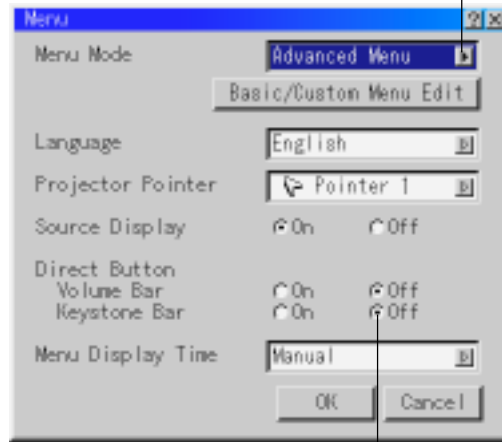 Menu
Menu Mode Advanced Menu
Basic/Custom Menu Edit
Language English
Projector Pointer Pointer 1
Source Display On Off
Direct Button
Volume Bar On Off
Keystone Bar On Off
Menu Display Time Manual
OK Cancel